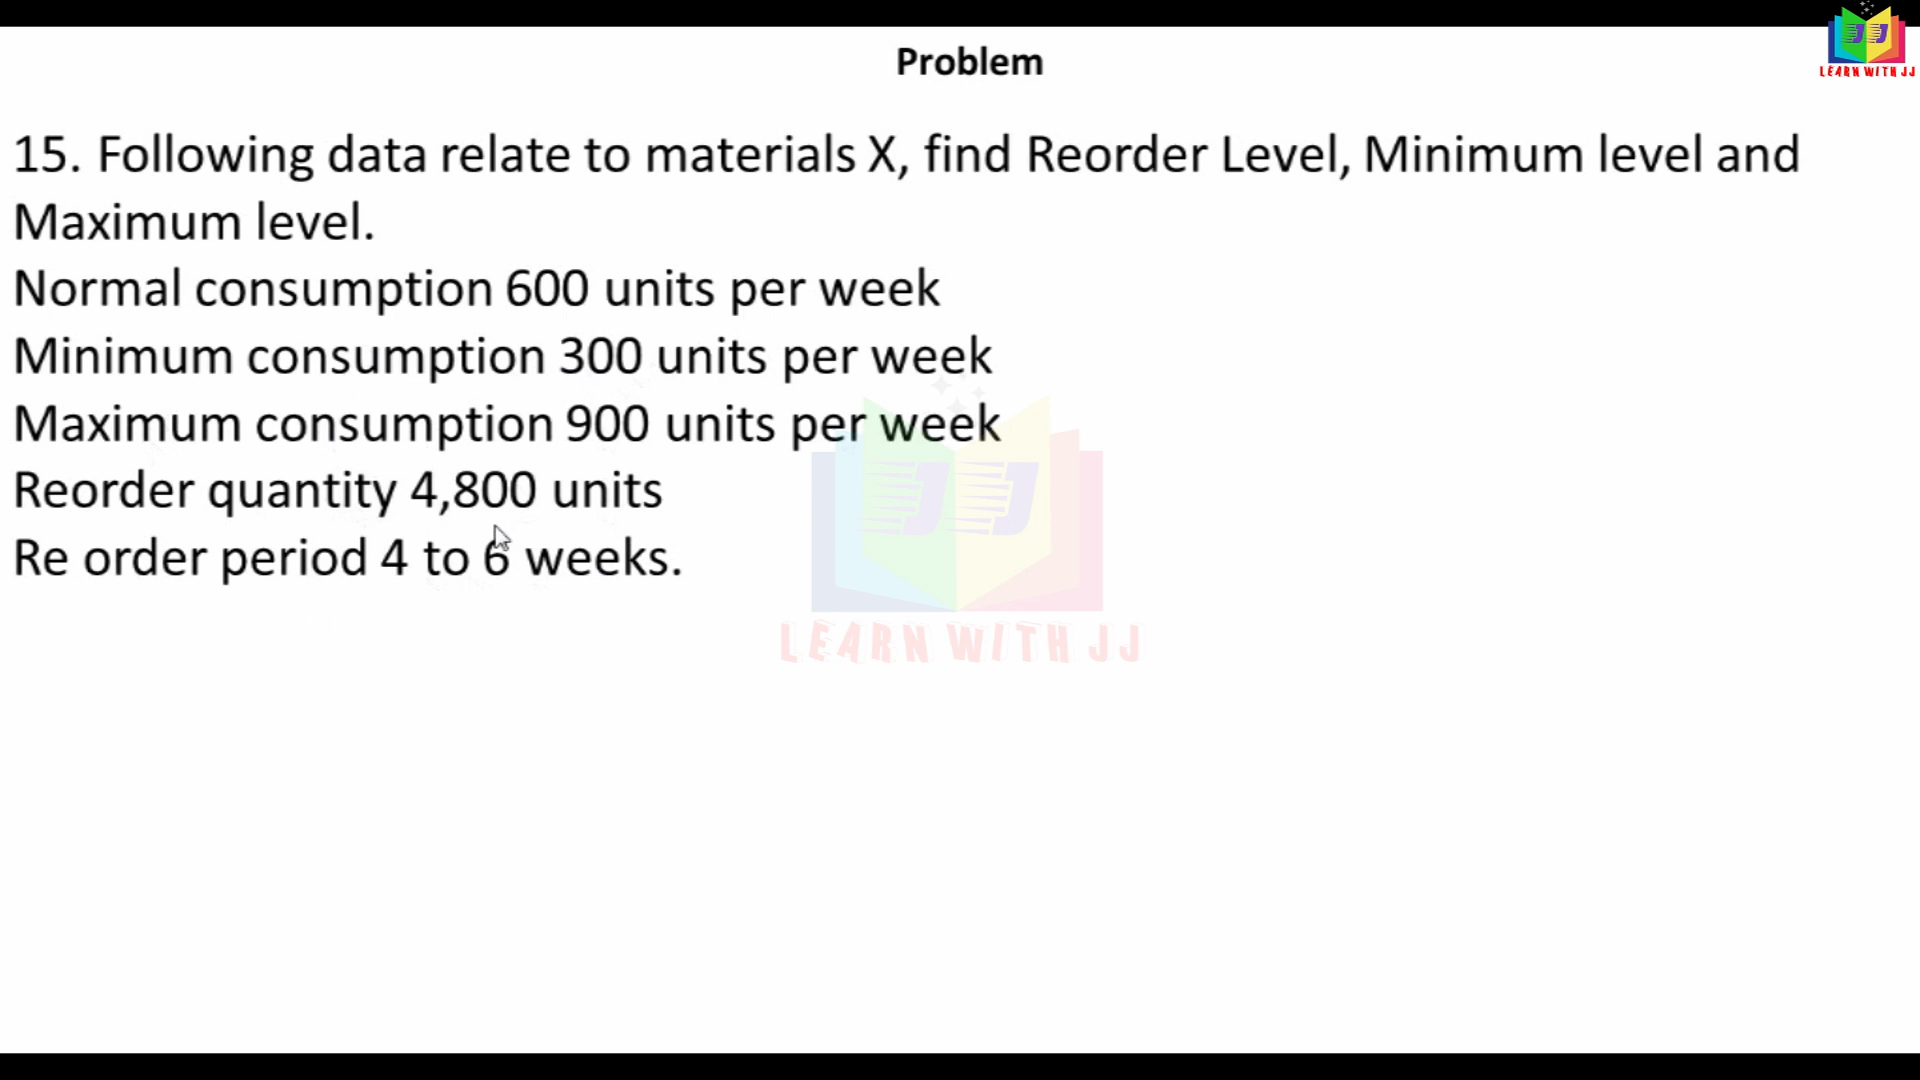 Problem
LEARN WITH JJ
15. Following data relate to materials X, find Reorder Level, Minimum level and
Maximum level.
Normal consumption 600 units per week
Minimum consumption 300 units per week
Maximum consumption 900 units per week
Reorder quantity 4,800 units
Re order period 4 to 6 weeks.
JJ
LEARN WITH JJ